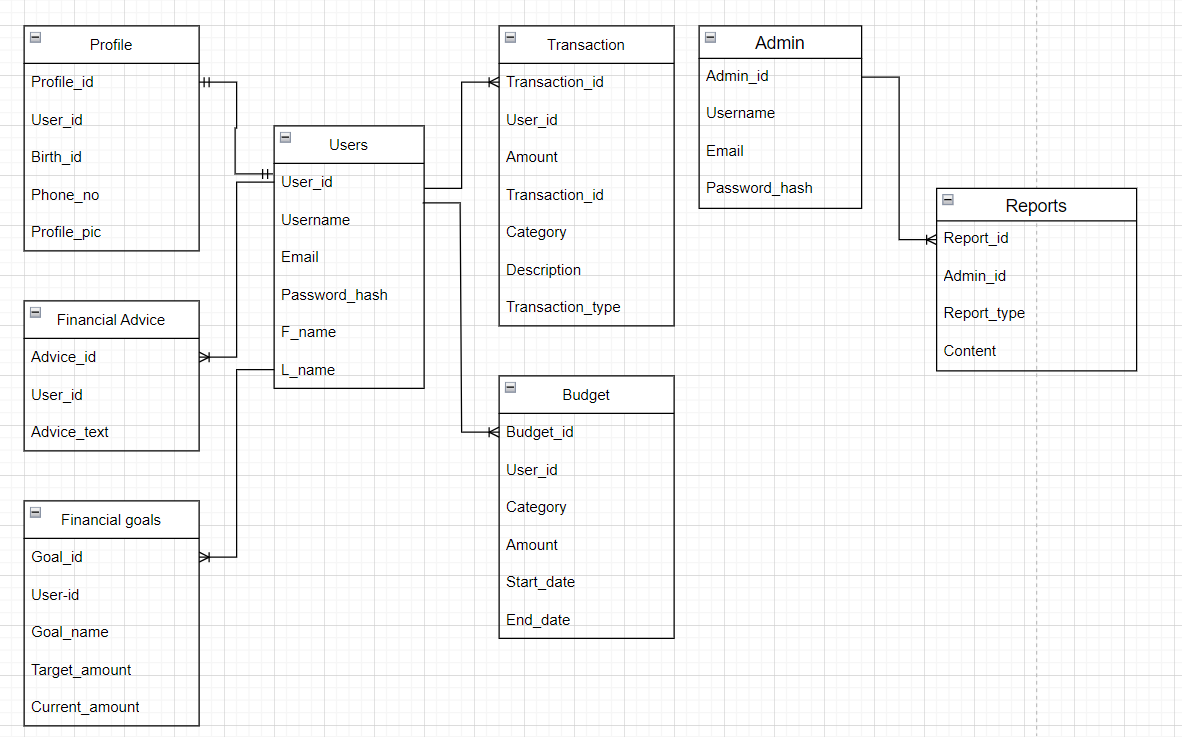 Profile
Profile_id
User_id
Birth_id
Phone_no
Profile_pic
Financial Advice
Advice_id
User_id
Advice_text
Financial goals
Goal_id
User-id
Goal_name
Target_amount
Current_amount
Users
User_id
Username
Email
Password_hash
F_name
L_name
Transaction
Transaction_id
User_id
Amount
Transaction_id
Category
Description
Transaction_type
Budget
Budget_id
User_id
Category
Amount
Start_date
End_date
Admin
Admin_id
Username
Email
Password_hash
Reports
Report_id
Admin_id
Report_type
Content